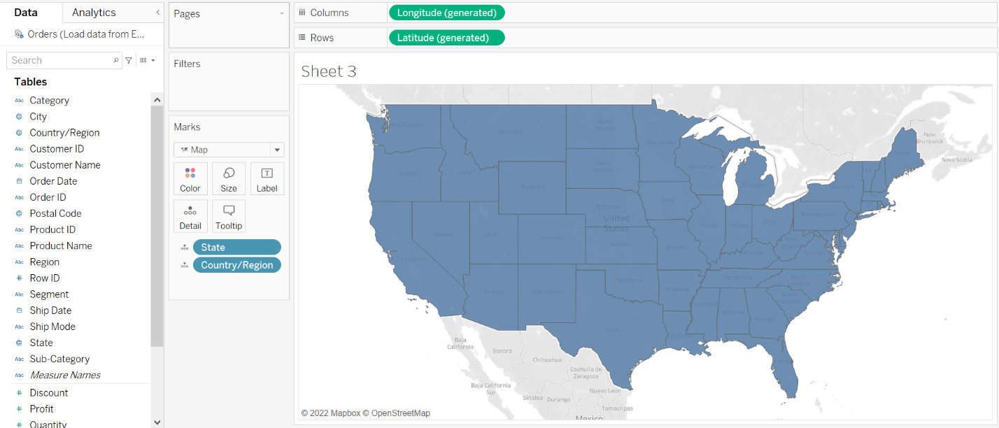 Data
Analytics
Orders (Load data from E...
Search
Tables
Abc Category
City
Country/Region
Abc Customer ID
Abc Customer Name
Order Date
Abc Order ID
Postal Code
Abc Product ID
Abc Product Name
Abc Region
# Row ID
Abc Segment
Ship Date
Abc Ship Mode
State
Abc Sub-Category
Abc Measure Names
# Discount
# Profit
# Quantity
Pages
Filters
Marks
Map
Color
Size
T
Label
Detail
Tooltip
State
Country/Region
iii Columns
Longitude (generated)
Rows
Latitude (generated)
Sheet 3
Washington
Montana
North
Dakota
Minnesota
Oregon
Idaho
South
Dakota
Wisconsin
Michigan
New York
Maine
New
Brunswick
Nova Scotia
Wyoming
Iowa
Nebraska
United
States
Nevada
Utah
Colorado
Kansas
Missouri
Illinois
Indiana
Ohio
Pennsylvania
West
Virginia
Virginia
Kentucky
California
Arizona
New Mexico
Oklahoma
Arkansas
Tennessee
North
Carolina
South
Carolina
Alabama
Georgia
Texas
Louisiana
Baja
California
Sonora
Chihuahua
Coahuila de
Zaragoza
Baja California
Sur
Sinaloa
Durango
Nuevo León
Tamaulipas
Mexico
© 2022 Mapbox © OpenStreetMap